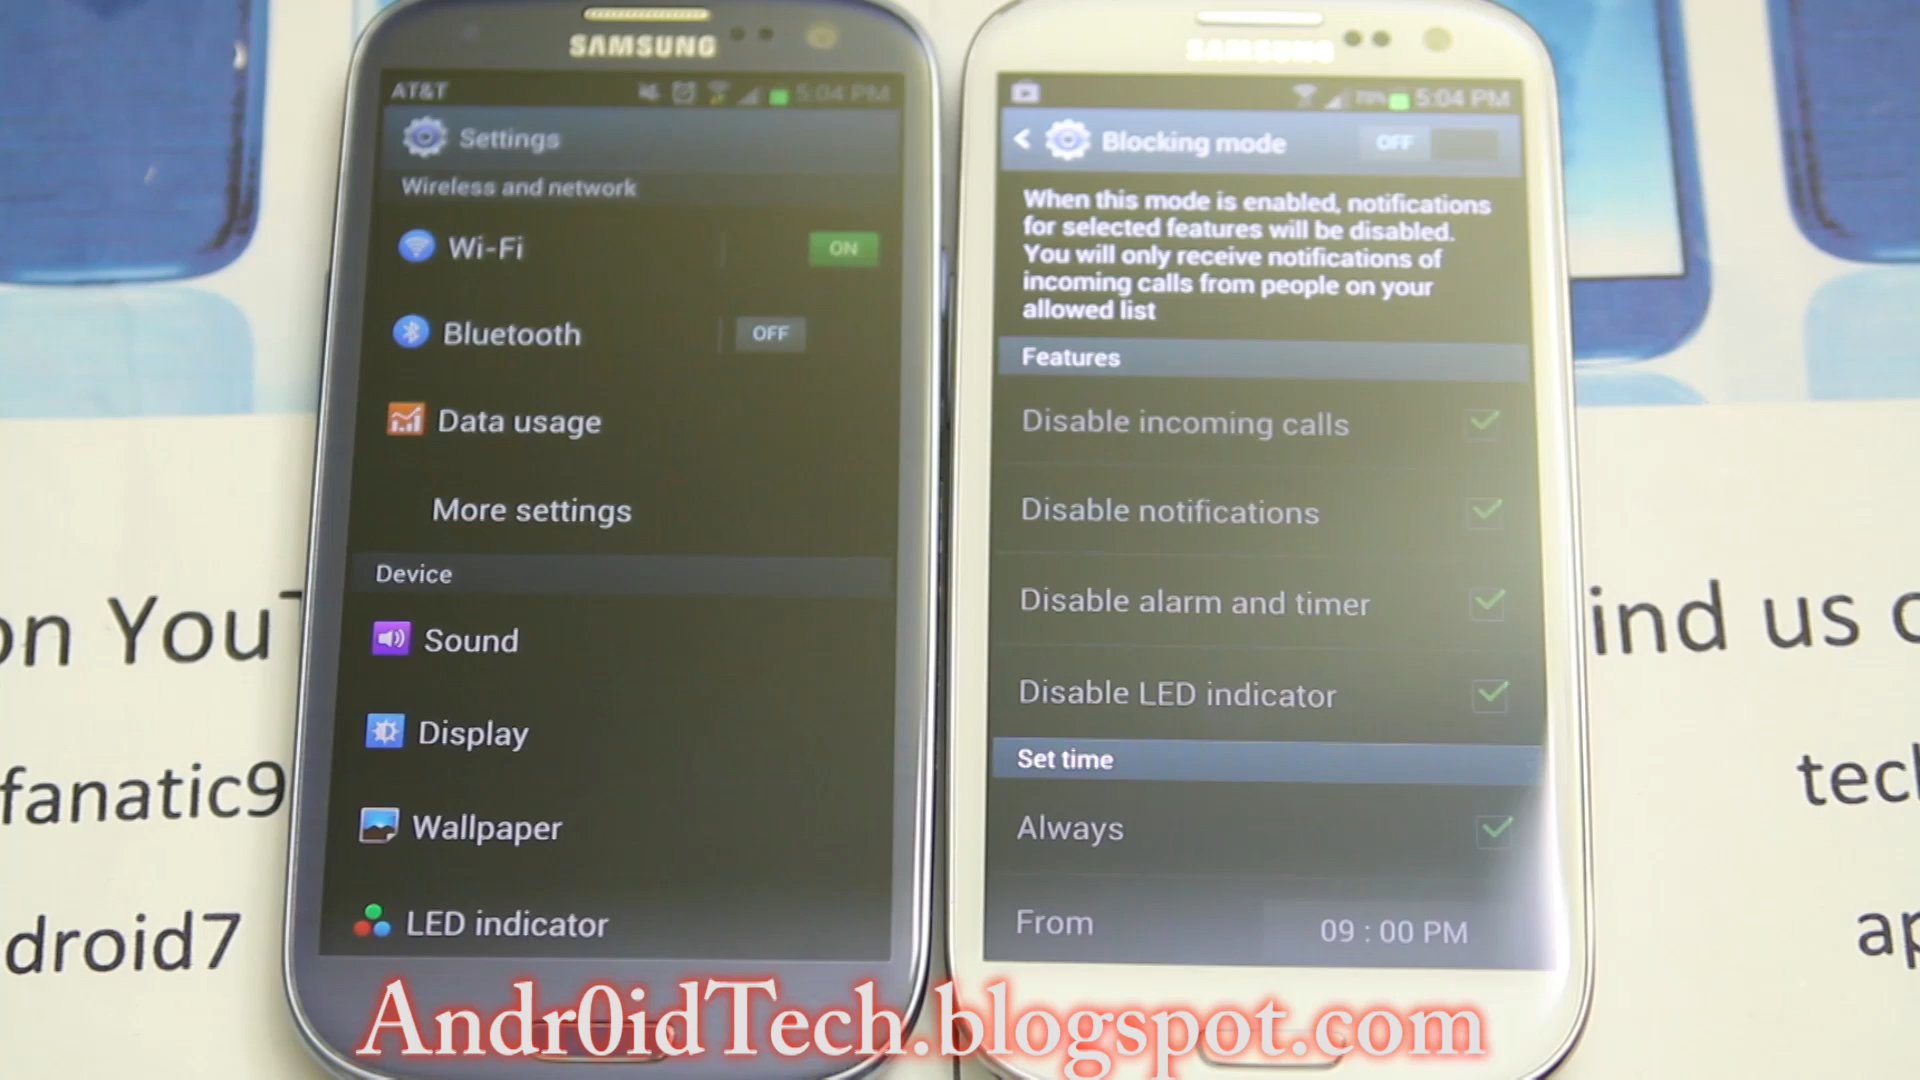 SAMSUNG
AT&T
5:04 PM
Settings
Wireless and network
Wi-Fi
ON
Bluetooth
OFF
Data usage
More settings
Device
Sound
Display
Wallpaper
LED indicator
SAMSUNG
5:04 PM
Blocking mode
OFF
When this mode is enabled, notifications
for selected features will be disabled.
You will only receive notifications of
incoming calls from people on your
allowed list
Features
Disable incoming calls
Disable notifications
Disable alarm and timer
Disable LED indicator
Set time
Always
From
09 : 00 PM
on You
fanatic9
droid7
ind us
tech
ap
Andr0idTech.blogspot.com